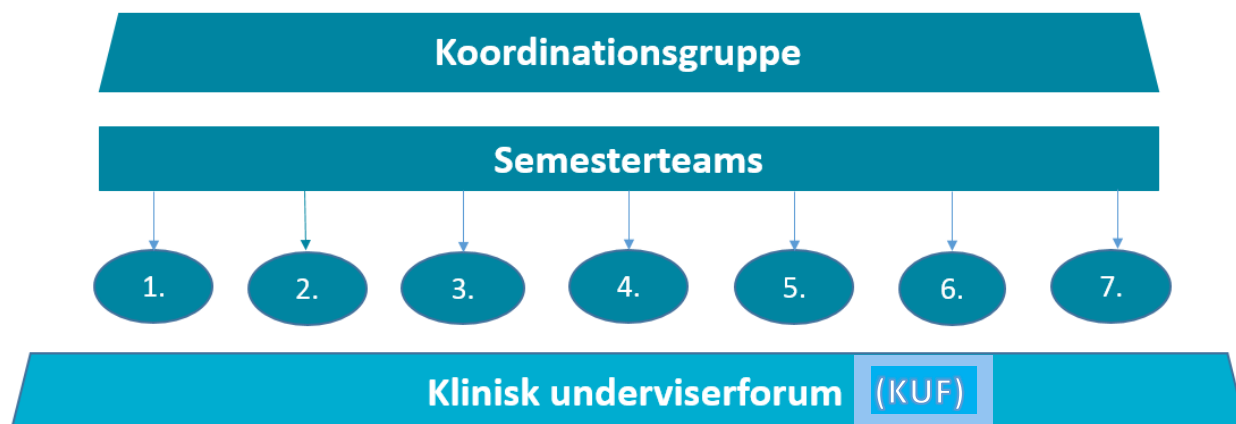 Koordinationsgruppe
Semesterteams
1. 2. 3. 4. 5. 6. 7.
Klinisk underviserforum (KUF)